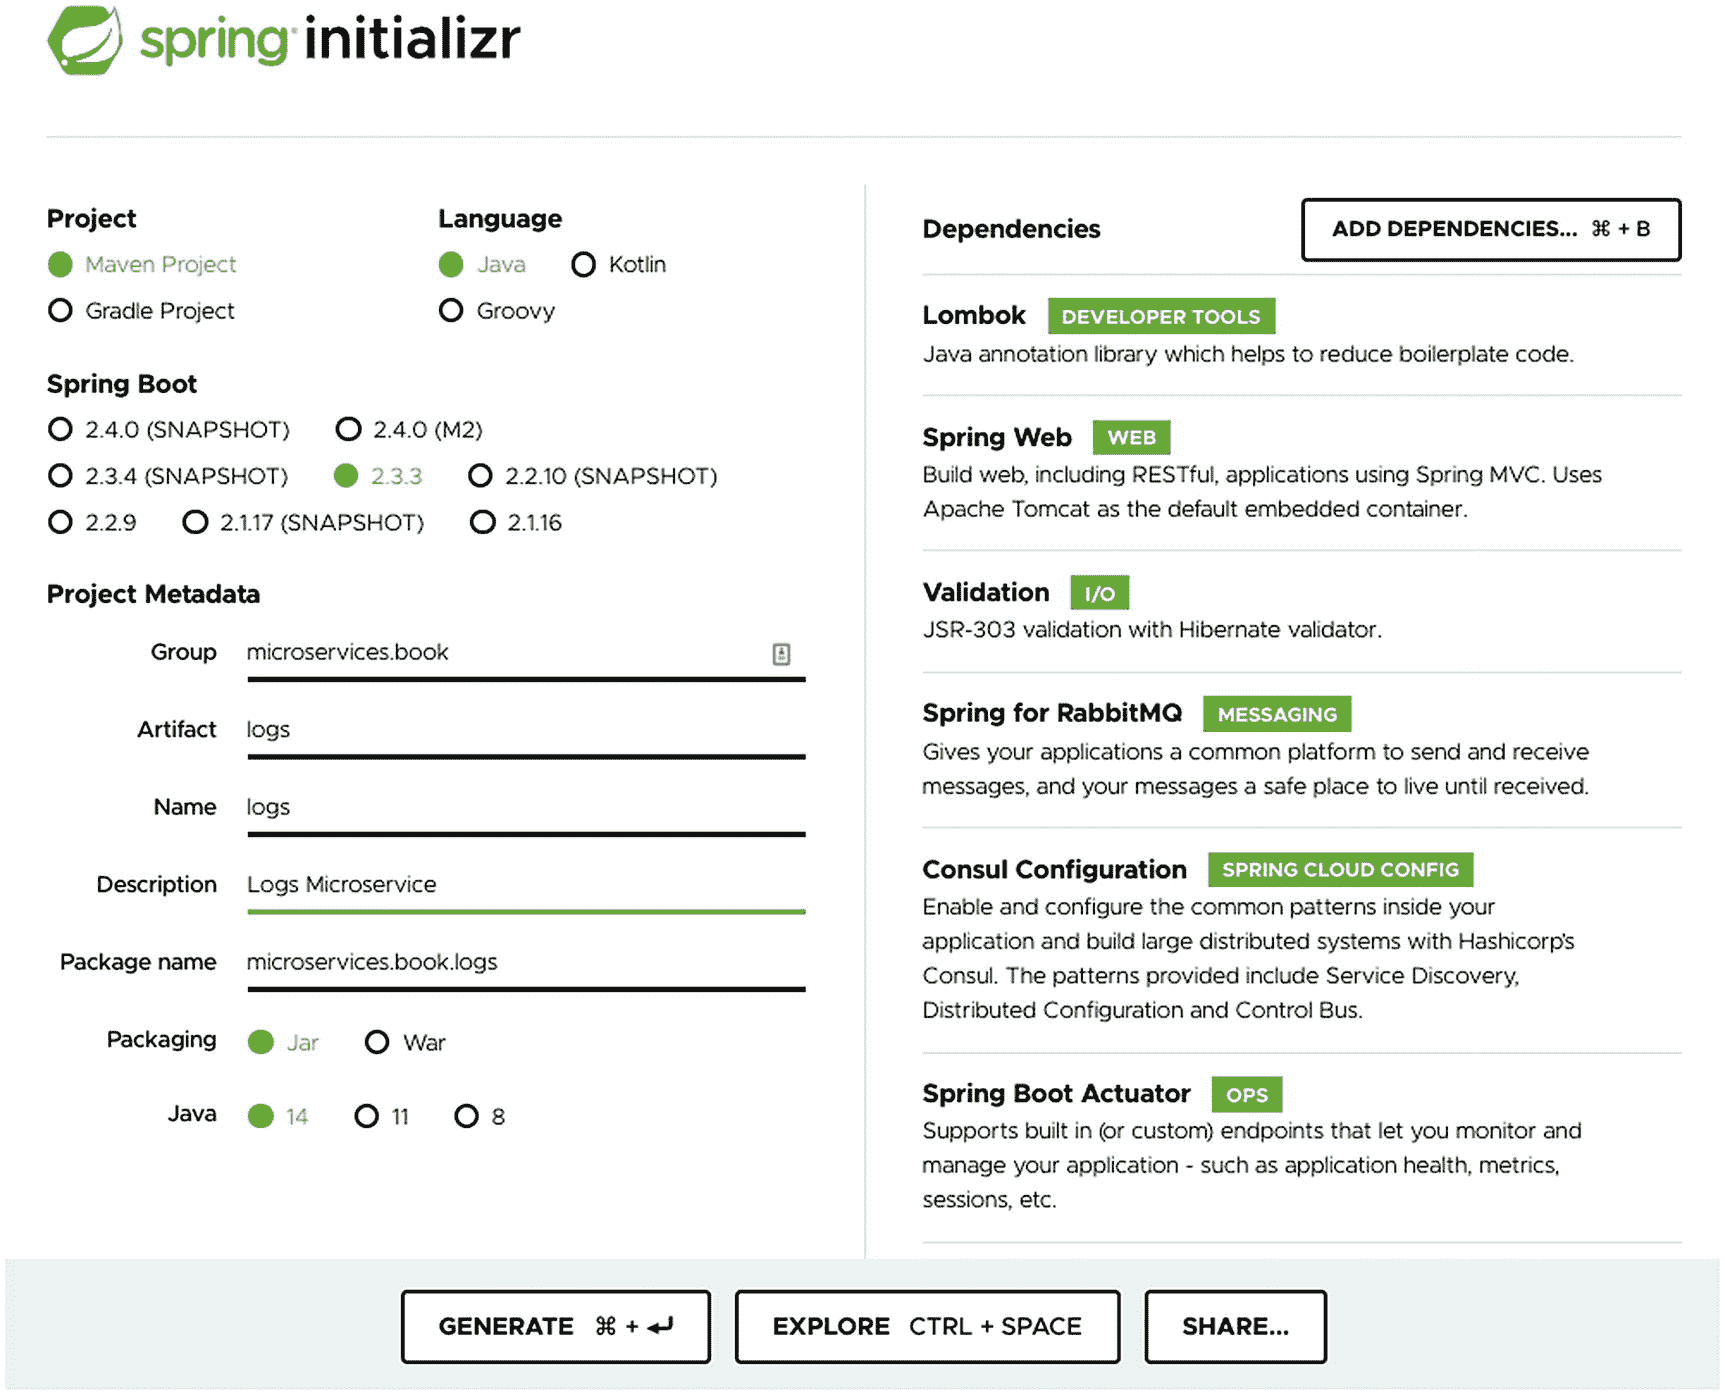 spring initializr
Project
Maven Project
Gradle Project
Language
Java Kotlin
Groovy
Spring Boot
2.4.0 (SNAPSHOT) 2.4.0 (M2)
2.3.4 (SNAPSHOT) 2.3.3 2.2.10 (SNAPSHOT)
2.2.9 2.1.17 (SNAPSHOT) 2.1.16
Project Metadata
Group microservices.book
Artifact logs
Name logs
Description Logs Microservice
Package name microservices.book.logs
Packaging Jar War
Java 14 11 8
Dependencies ADD DEPENDENCIES... ⌘ + B
Lombok DEVELOPER TOOLS
Java annotation library which helps to reduce boilerplate code.
Spring Web WEB
Build web, including RESTful, applications using Spring MVC. Uses
Apache Tomcat as the default embedded container.
Validation I/O
JSR-303 validation with Hibernate validator.
Spring for RabbitMQ MESSAGING
Gives your applications a common platform to send and receive
messages, and your messages a safe place to live until received.
Consul Configuration SPRING CLOUD CONFIG
Enable and configure the common patterns inside your
application and build large distributed systems with Hashicorp's
Consul. The patterns provided include Service Discovery,
Distributed Configuration and Control Bus.
Spring Boot Actuator OPS
Supports built in (or custom) endpoints that let you monitor and
manage your application - such as application health, metrics,
sessions, etc.
GENERATE ⌘ + ↵
EXPLORE CTRL + SPACE
SHARE...